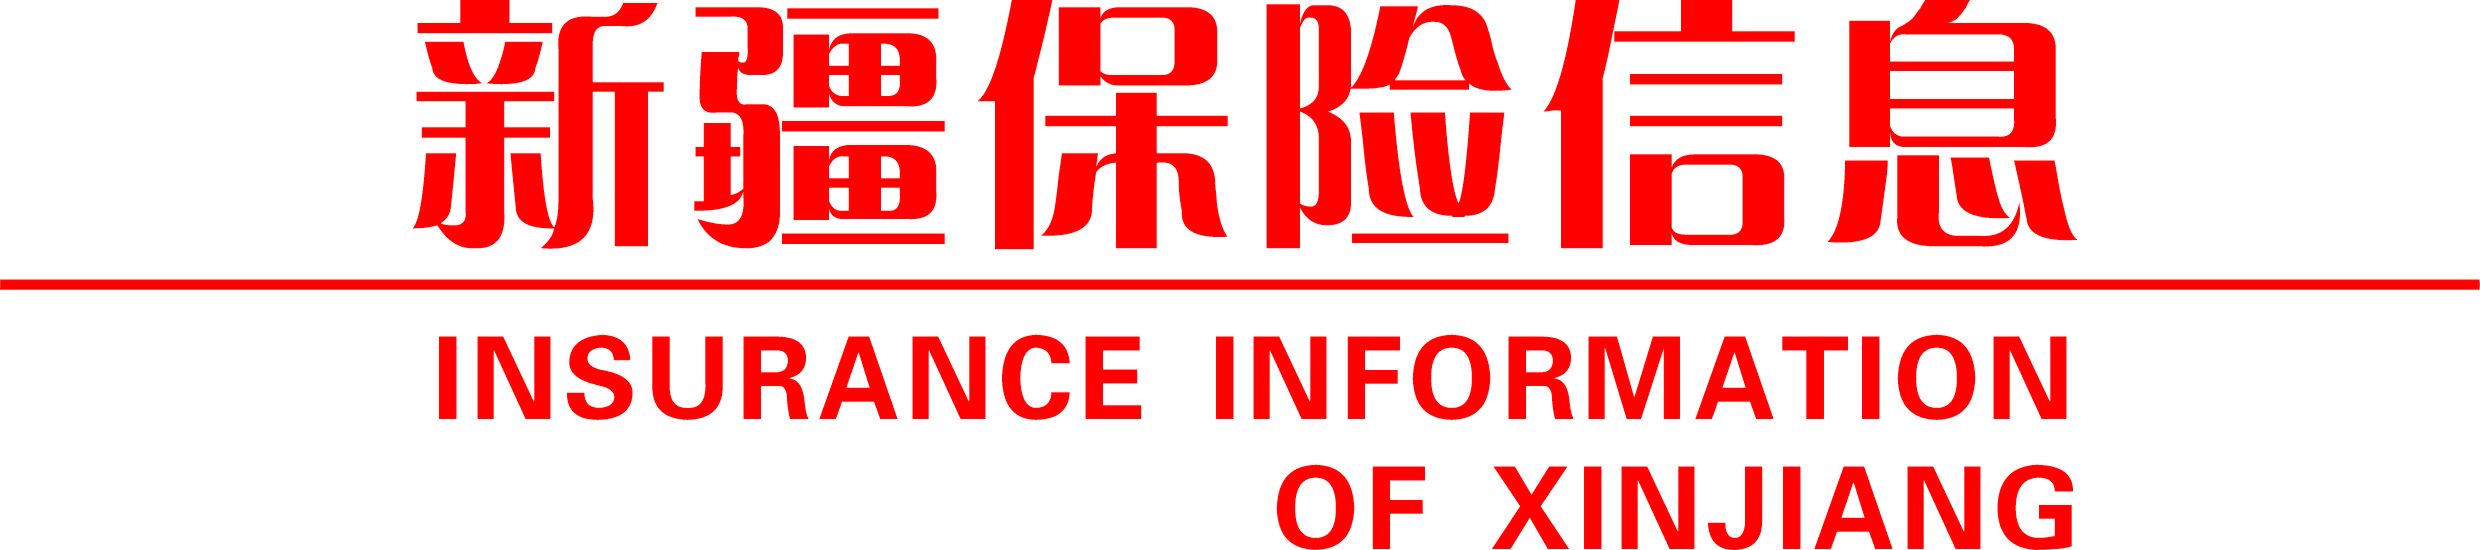 新疆保险信息
INSURANCE INFORMATION
OF XINJIANG